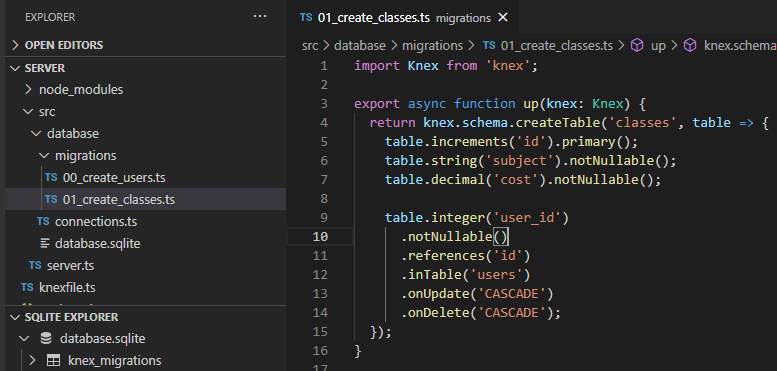 EXPLORER
OPEN EDITORS
SERVER
node_modules
src
database
migrations
TS 00_create_users.ts
TS 01_create_classes.ts
TS connections.ts
database.sqlite
TS server.ts
TS knexfile.ts
SQLITE EXPLORER
database.sqlite
knex_migrations
TS 01_create_classes.ts migrations
src > database > migrations > TS 01_create_classes.ts > up > knex.schema
1 import Knex from 'knex';
2
3 export async function up(knex: Knex) {
4 return knex.schema.createTable('classes', table => {
5 table.increments('id').primary();
6 table.string('subject').notNullable();
7 table.decimal('cost').notNullable();
8
9 table.integer('user_id')
10 .notNullable()
11 .references('id')
12 .inTable('users')
13 .onUpdate('CASCADE')
14 .onDelete('CASCADE');
15 });
16 }
17